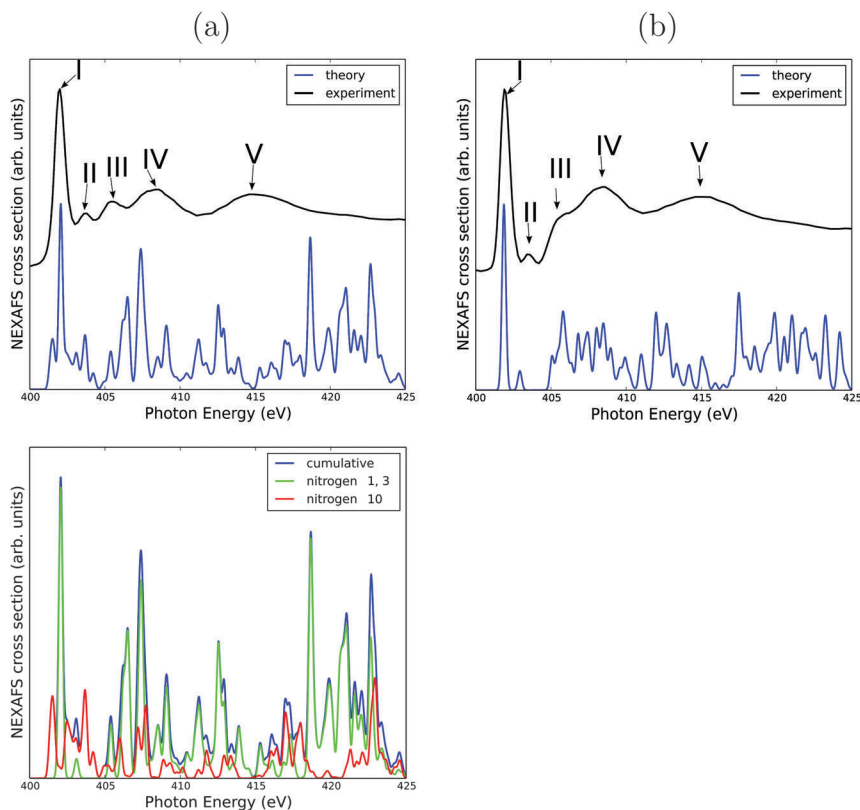 (a)
I
II
III
IV
V
theory
experiment
NEXAFS cross section (arb. units)
400 405 410 415 420 425
Photon Energy (eV)
(b)
I
II
III
IV
V
theory
experiment
NEXAFS cross section (arb. units)
400 405 410 415 420 425
Photon Energy (eV)
cumulative
nitrogen 1, 3
nitrogen 10
NEXAFS cross section (arb. units)
400 405 410 415 420 425
Photon Energy (eV)